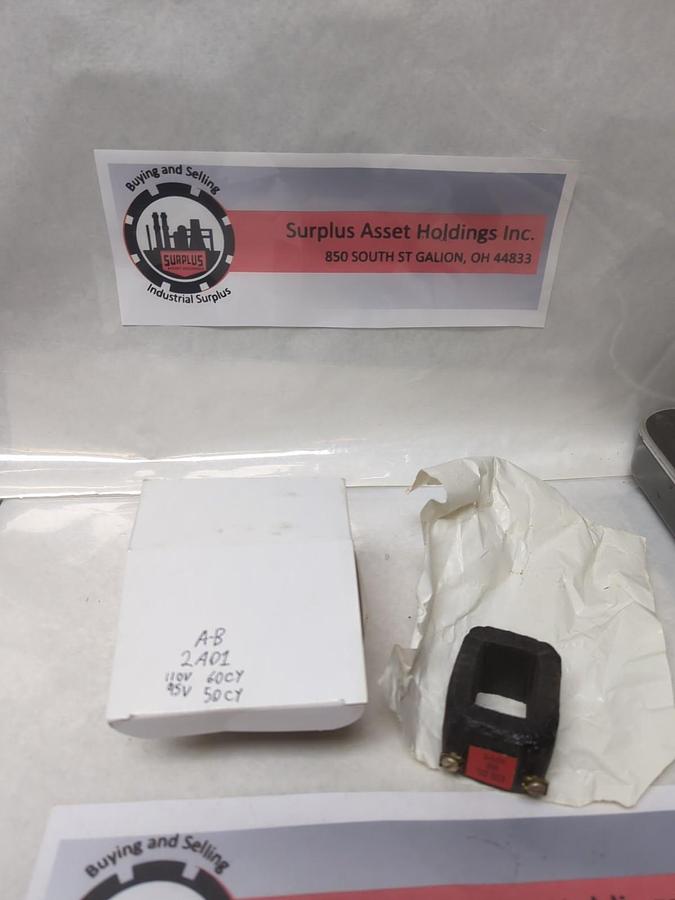 Buying and Selling
SURPLUS
Industrial Surplus
Surplus Asset Holdings Inc.
850 SOUTH ST GALION, OH 44833
A-B
2A01
110V 60CY
95V 50CY
Buying and Selling